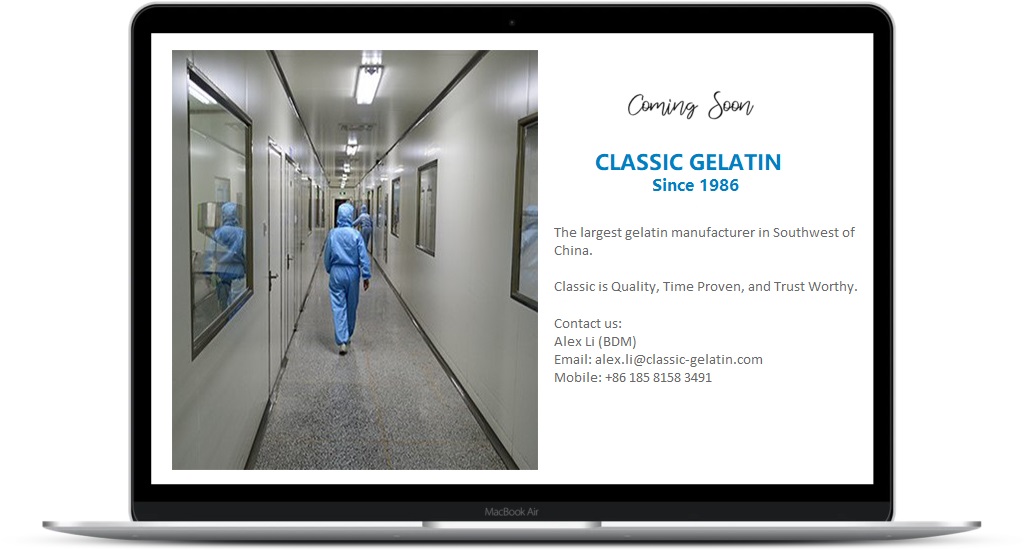 Coming Soon
CLASSIC GELATIN
Since 1986
The largest gelatin manufacturer in Southwest of
China.
Classic is Quality, Time Proven, and Trust Worthy.
Contact us:
Alex Li (BDM)
Email: alex.li@classic-gelatin.com
Mobile: +86 185 8158 3491
MacBook Air